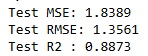 Test MSE: 1.8389
Test RMSE: 1.3561
Test R2 : 0.8873